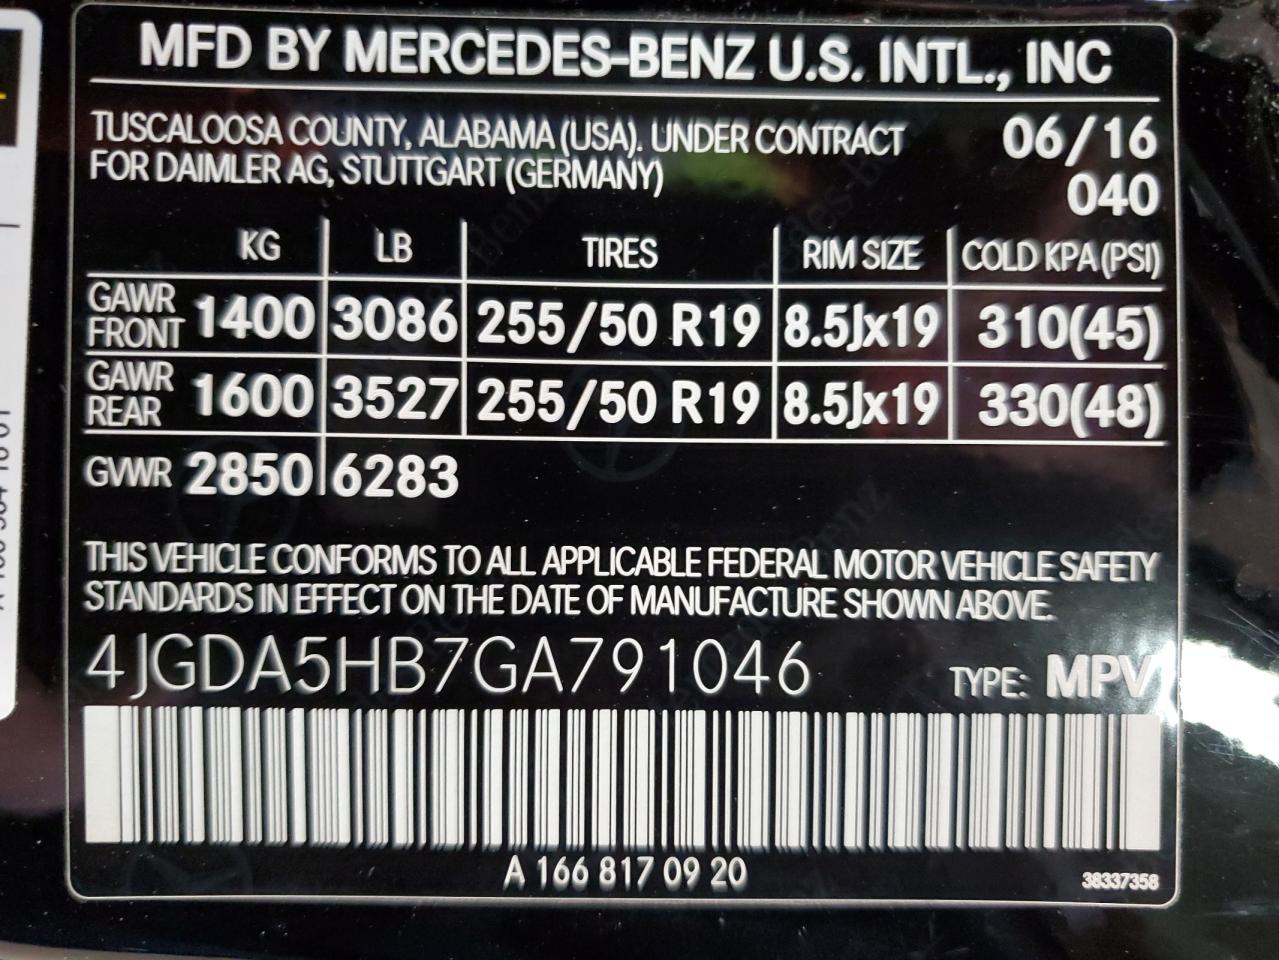 MFD BY MERCEDES-BENZ U.S. INTL., INC
TUSCALOOSA COUNTY, ALABAMA (USA). UNDER CONTRACT 06/16
FOR DAIMLER AG, STUTTGART (GERMANY) 040
KG LB TIRES RIM SIZE COLD KPA(PSI)
GAWR FRONT 1400 3086 255/50 R19 8.5Jx19 310(45)
GAWR REAR 1600 3527 255/50 R19 8.5Jx19 330(48)
GVWR 2850 6283
THIS VEHICLE CONFORMS TO ALL APPLICABLE FEDERAL MOTOR VEHICLE SAFETY
STANDARDS IN EFFECT ON THE DATE OF MANUFACTURE SHOWN ABOVE.
4JGDA5HB7GA791046 TYPE: MPV
A 166 817 09 20
38337358